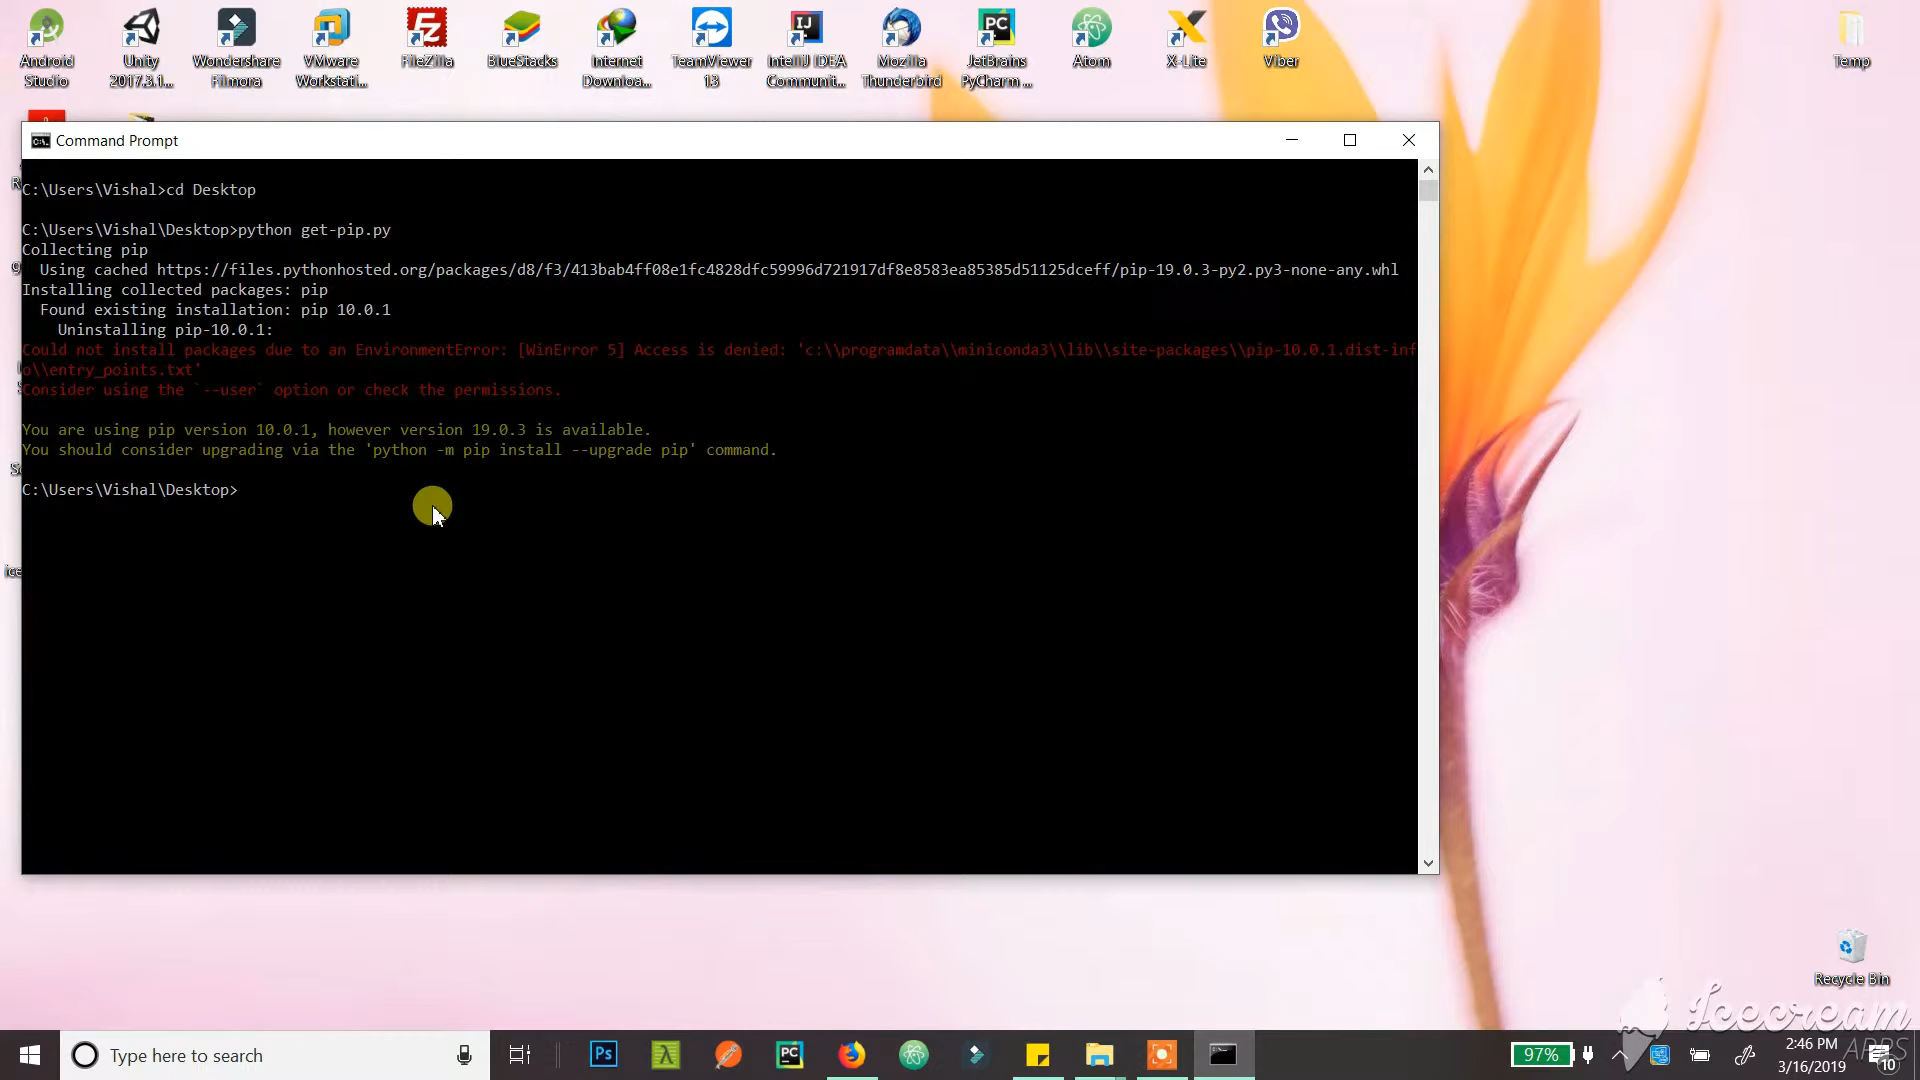 Android
Studio
Unity
2017.3.1...
Wondershare
Filmora
VMware
Workstati...
FileZilla
BlueStacks
Internet
Downloa...
TeamViewer
13
IntelliJ IDEA
Communit...
Mozilla
Thunderbird
JetBrains
PyCharm ...
Atom
X-Lite
Viber
Temp
Command Prompt
C:\Users\Vishal>cd Desktop
C:\Users\Vishal\Desktop>python get-pip.py
Collecting pip
Using cached https://files.pythonhosted.org/packages/d8/f3/413bab4ff08e1fc4828dfc59996d721917df8e8583ea85385d51125dceff/pip-19.0.3-py2.py3-none-any.whl
Installing collected packages: pip
Found existing installation: pip 10.0.1
Uninstalling pip-10.0.1:
Could not install packages due to an EnvironmentError: [WinError 5] Access is denied: 'c:\\programdata\\miniconda3\\lib\\site-packages\\pip-10.0.1.dist-inf
o\\entry_points.txt'
Consider using the `--user` option or check the permissions.
You are using pip version 10.0.1, however version 19.0.3 is available.
You should consider upgrading via the 'python -m pip install --upgrade pip' command.
C:\Users\Vishal\Desktop>
Recycle Bin
Icecream
APPS
Type here to search
Ps
PC
97%
2:46 PM
3/16/2019
10